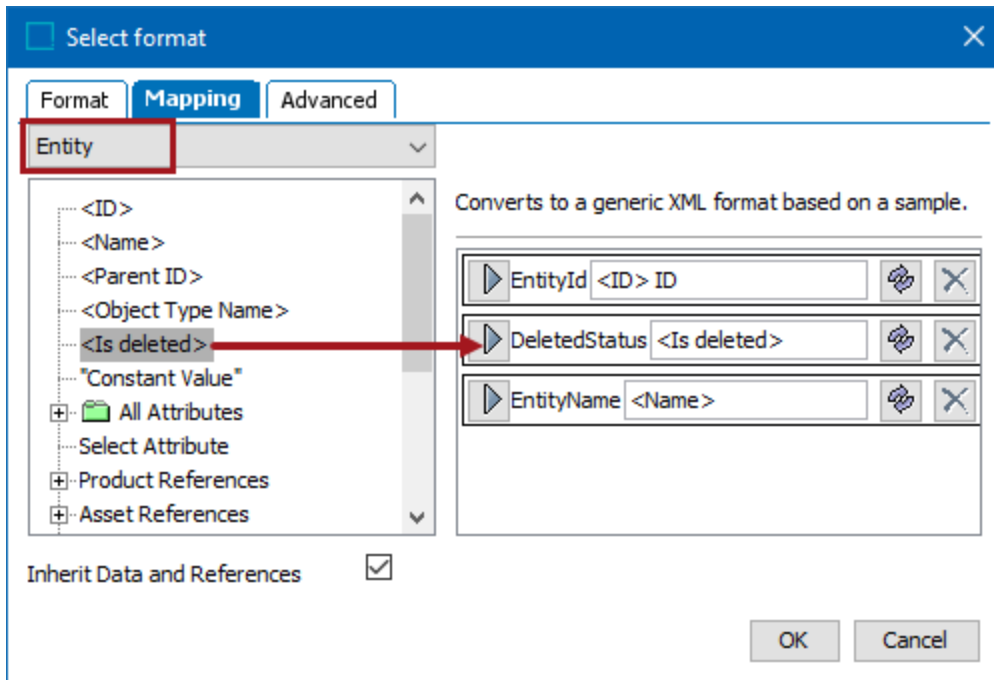 Select format
Format Mapping Advanced
Entity
<ID>
<Name>
<Parent ID>
<Object Type Name>
<Is deleted>
"Constant Value"
All Attributes
Select Attribute
Product References
Asset References
Converts to a generic XML format based on a sample.
EntityId <ID> ID
DeletedStatus <Is deleted>
EntityName <Name>
Inherit Data and References
OK Cancel